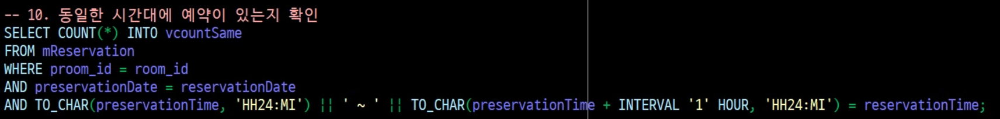 -- 10. 동일한 시간대에 예약이 있는지 확인
SELECT COUNT(*) INTO vcountSame
FROM mReservation
WHERE proom_id = room_id
AND preservationDate = reservationDate
AND TO_CHAR(preservationTime, 'HH24:MI') || ' ~ ' || TO_CHAR(preservationTime + INTERVAL '1' HOUR, 'HH24:MI') = reservationTime;